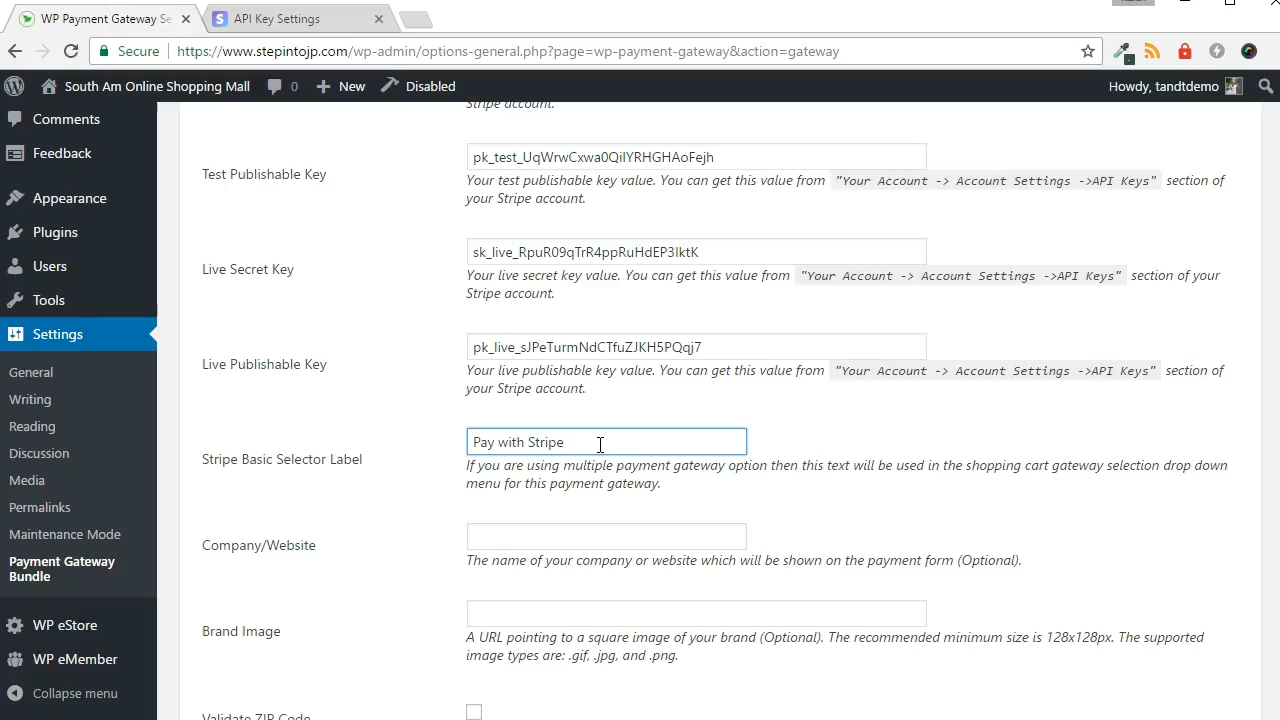 WP Payment Gateway Se
API Key Settings
Secure
https://www.stepintojp.com/wp-admin/options-general.php?page=wp-payment-gateway&action=gateway
South Am Online Shopping Mall
0
New
Disabled
Howdy, tandtdemo
Comments
Feedback
Appearance
Plugins
Users
Tools
Settings
General
Writing
Reading
Discussion
Media
Permalinks
Maintenance Mode
Payment Gateway
Bundle
WP eStore
WP eMember
Collapse menu
Stripe account.
Test Publishable Key
pk_test_UqWrwCxwa0QilYRHGHAoFejh
Your test publishable key value. You can get this value from "Your Account -> Account Settings ->API Keys" section of
your Stripe account.
Live Secret Key
sk_live_RpuR09qTrR4ppRuHdEP3lktK
Your live secret key value. You can get this value from "Your Account -> Account Settings ->API Keys" section of your
Stripe account.
Live Publishable Key
pk_live_sJPeTurmNdCTfuZJKH5PQqj7
Your live publishable key value. You can get this value from "Your Account -> Account Settings ->API Keys" section of
your Stripe account.
Stripe Basic Selector Label
Pay with Stripe
If you are using multiple payment gateway option then this text will be used in the shopping cart gateway selection drop down
menu for this payment gateway.
Company/Website
The name of your company or website which will be shown on the payment form (Optional).
Brand Image
A URL pointing to a square image of your brand (Optional). The recommended minimum size is 128x128px. The supported
image types are: .gif, .jpg, and .png.
Validate ZIP Code